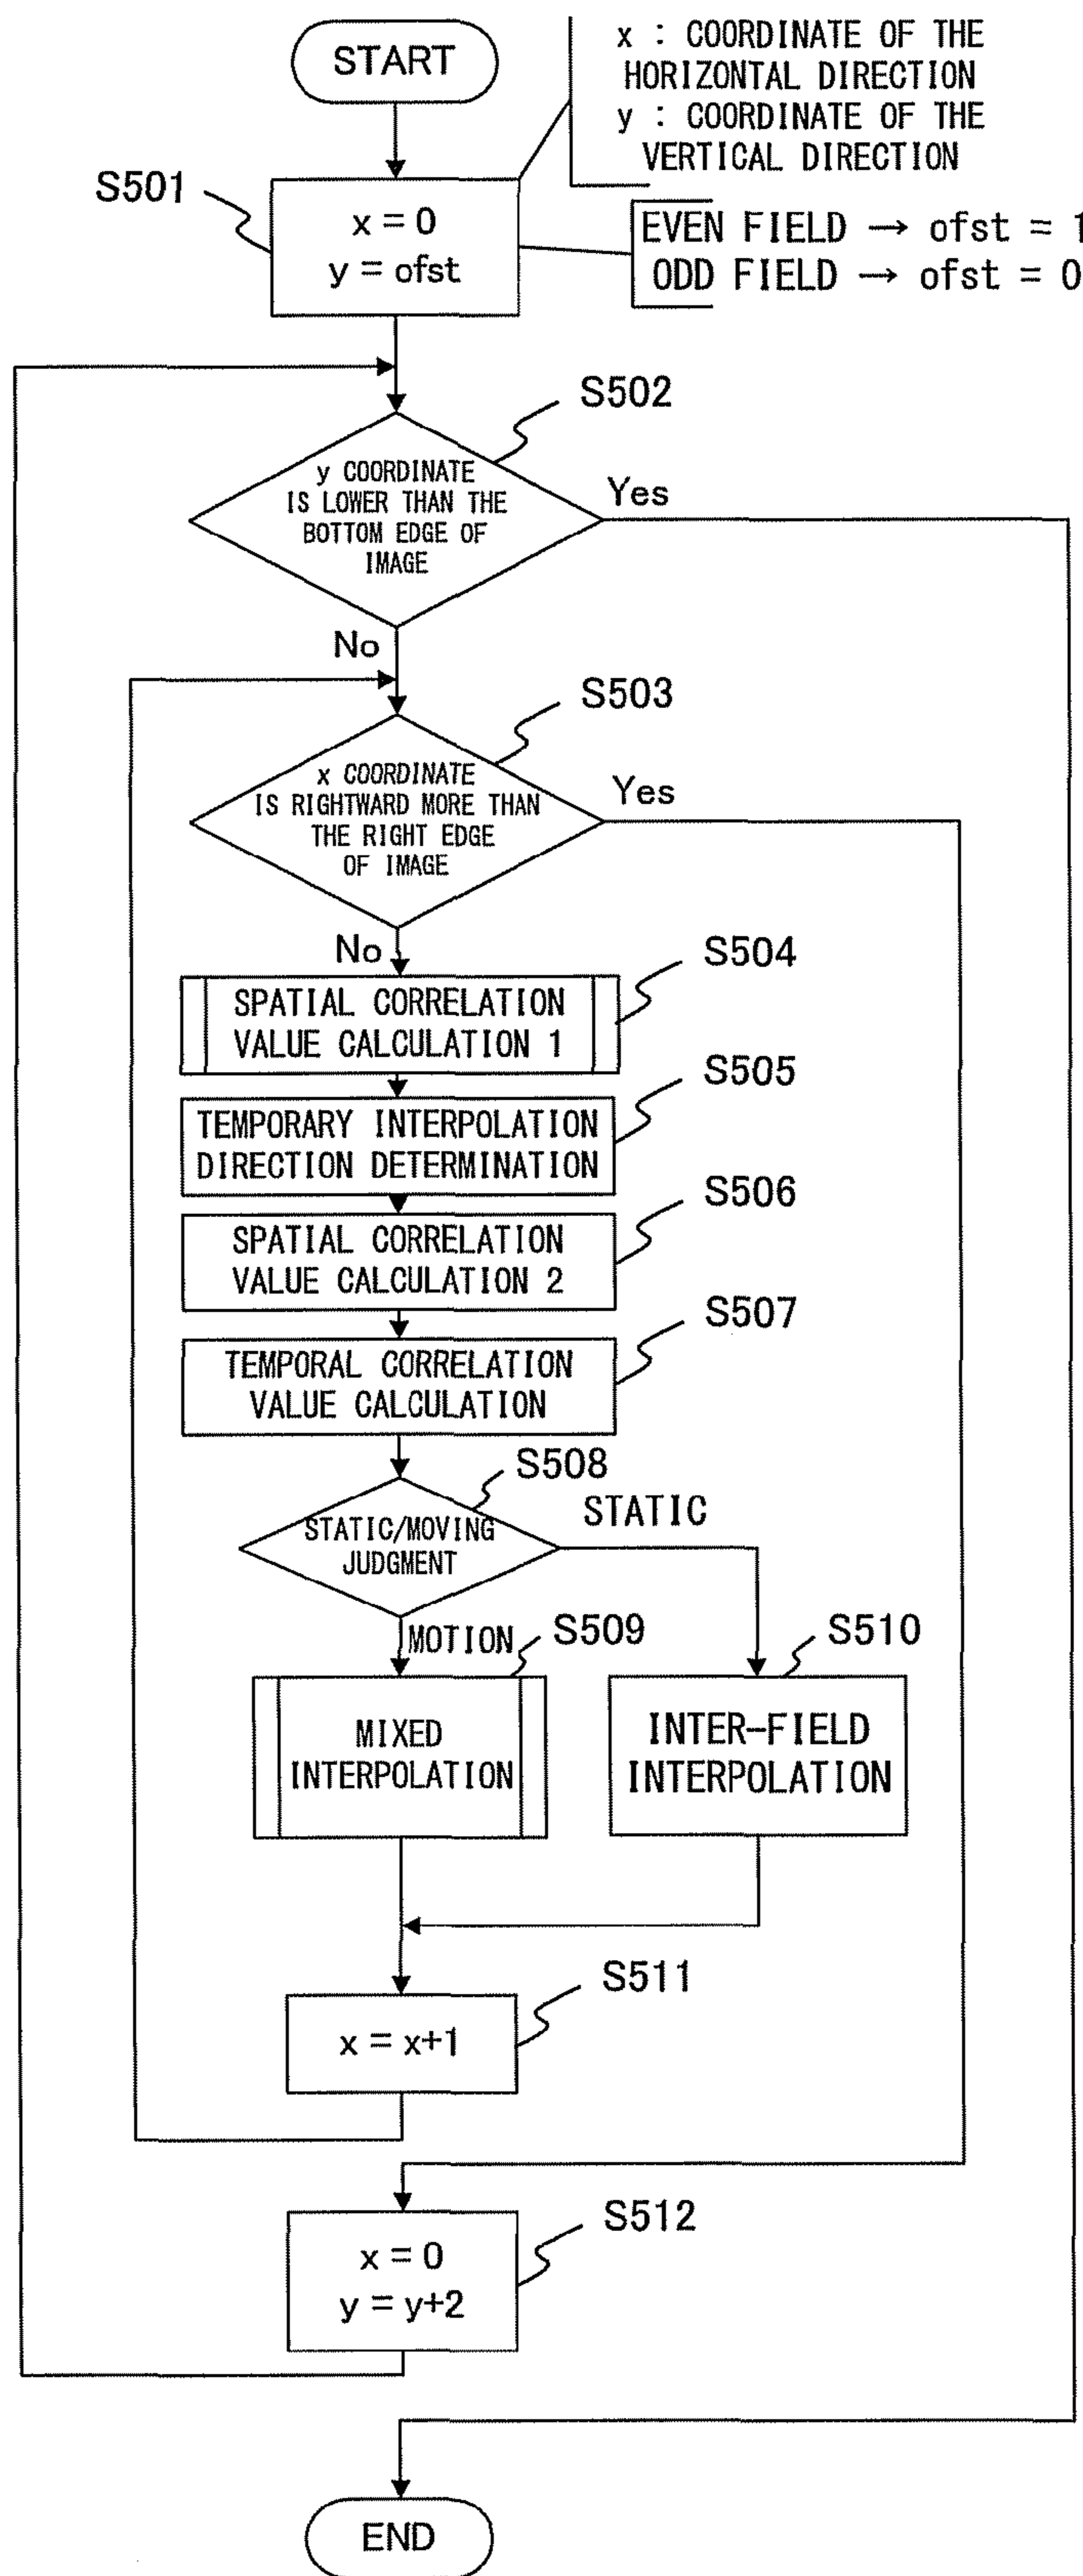 START
x : COORDINATE OF THE
HORIZONTAL DIRECTION
y : COORDINATE OF THE
VERTICAL DIRECTION
S501
x = 0
y = ofst
EVEN FIELD → ofst = 1
ODD FIELD → ofst = 0
S502
y COORDINATE
IS LOWER THAN THE
BOTTOM EDGE OF
IMAGE
Yes
No
S503
x COORDINATE
IS RIGHTWARD MORE THAN
THE RIGHT EDGE
OF IMAGE
Yes
No
S504
SPATIAL CORRELATION
VALUE CALCULATION 1
S505
TEMPORARY INTERPOLATION
DIRECTION DETERMINATION
S506
SPATIAL CORRELATION
VALUE CALCULATION 2
S507
TEMPORAL CORRELATION
VALUE CALCULATION
S508
STATIC/MOVING
JUDGMENT
STATIC
MOTION
S509
MIXED
INTERPOLATION
S510
INTER-FIELD
INTERPOLATION
S511
x = x+1
S512
x = 0
y = y+2
END